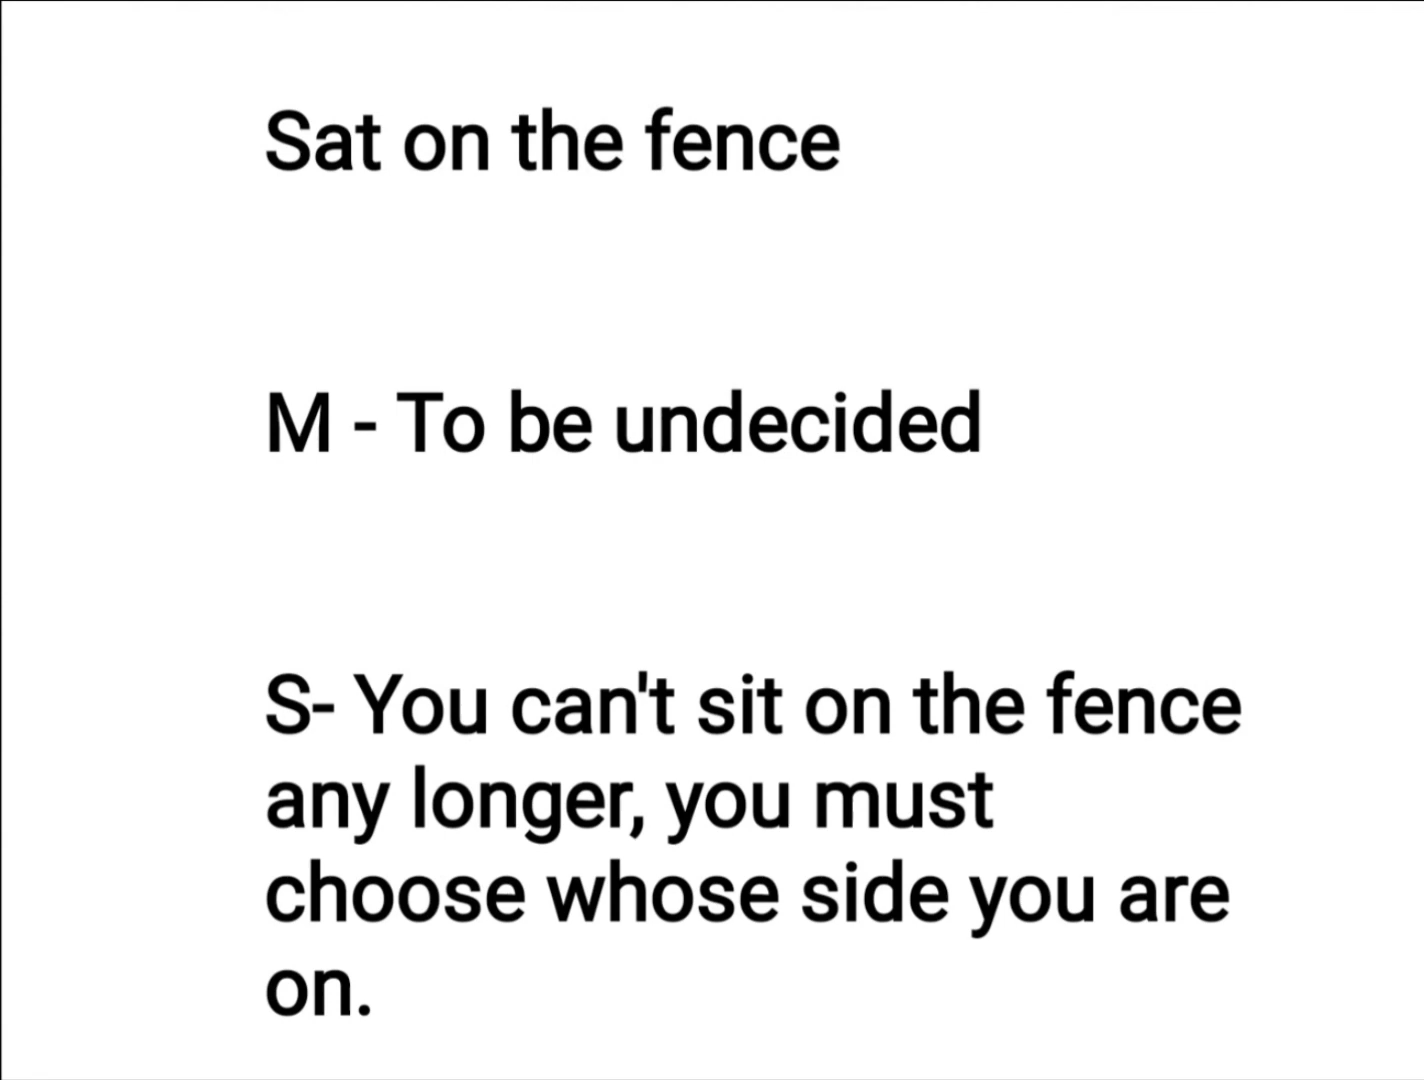 Sat on the fence
M - To be undecided
S- You can't sit on the fence
any longer, you must
choose whose side you are
on.